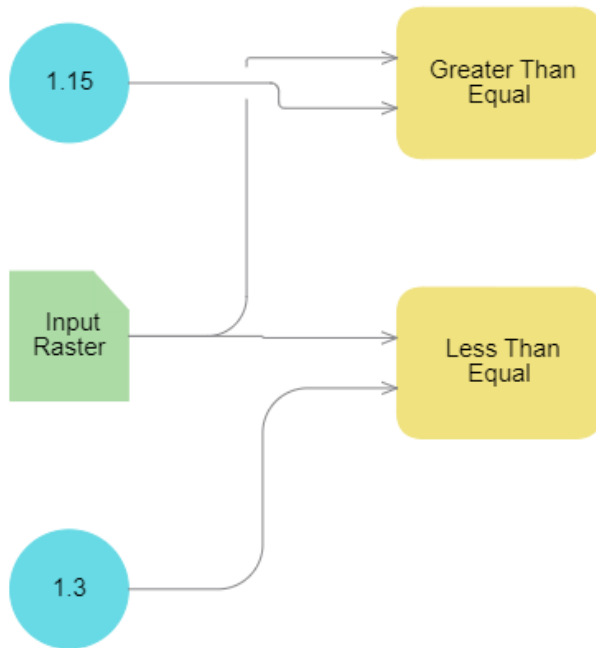 1.15
Greater Than
Equal
Input
Raster
Less Than
Equal
1.3